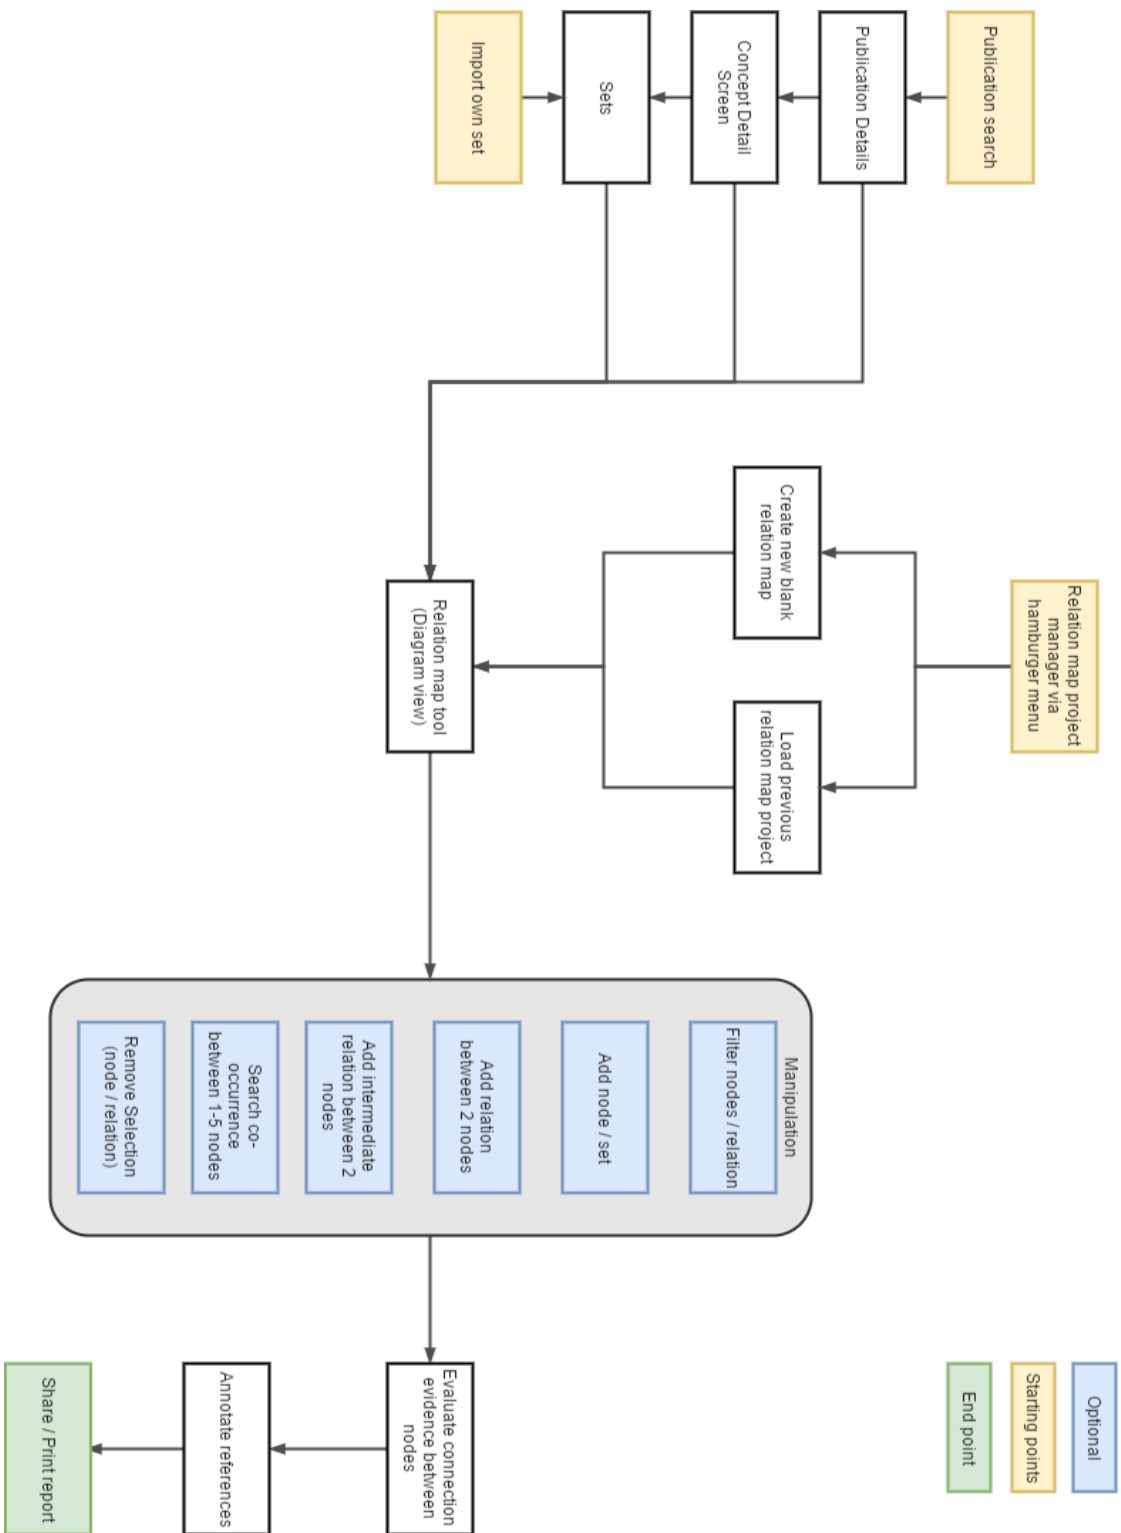 Publication search
Publication Details
Concept Detail
Screen
Sets
Import own set
Relation map project
manager via
hamburger menu
Create new blank
relation map
Load previous
relation map project
Relation map tool
(Diagram view)
Manipulation
Filter nodes / relation
Add node / set
Add relation
between 2 nodes
Add intermediate
relation between 2
nodes
Search co-
occurrence
between 1-5 nodes
Remove Selection
(node / relation)
Optional
Starting points
End point
Evaluate connection
evidence between
nodes
Annotate references
Share / Print report